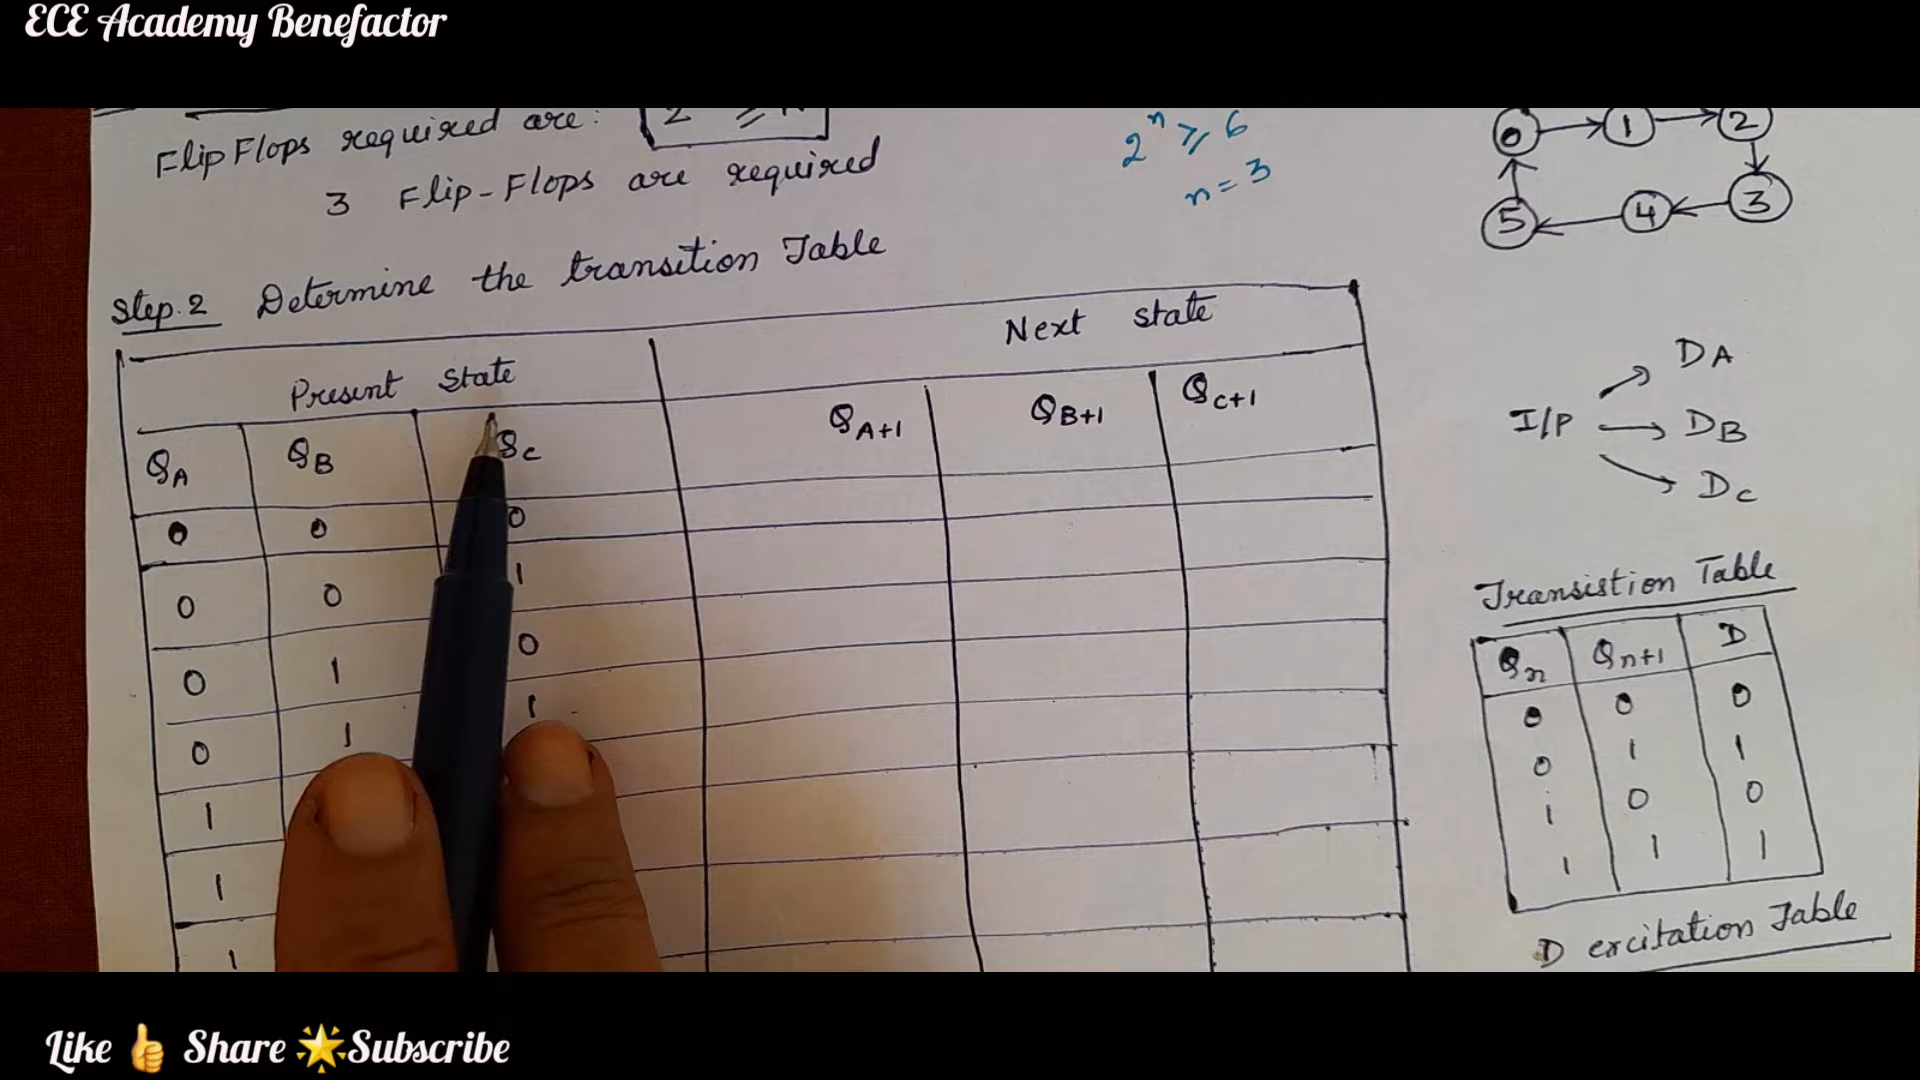 ECE Academy Benefactor
Flip Flops required are:
3 Flip-Flops are required
2^n ≥ 6
n = 3
0 1 2
5 4 3
Step.2 Determine the transition Table
Present State Next State
QA QB Qc QA+1 QB+1 QC+1
0 0 0
0 0 1
0 1 0
0 1 1
1
1
1
I/P DA
DB
Dc
Transistion Table
Qn Qn+1 D
0 0 0
0 1 1
1 0 0
1 1 1
D excitation Table
Like 👍 Share 🌟Subscribe